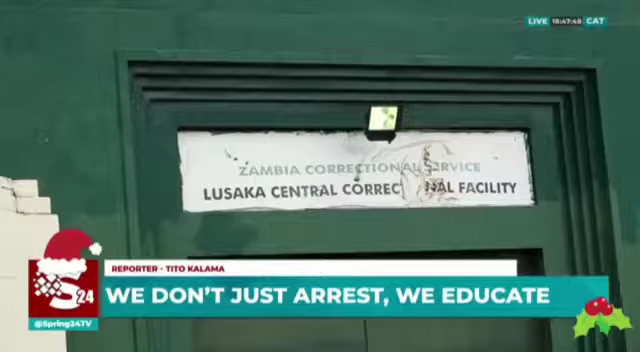 LIVE 18:47:48 CAT
ZAMBIA CORRECTIONAL SERVICE
LUSAKA CENTRAL CORREC NAL FACILITY
REPORTER - TITO KALAMA
S24
WE DON'T JUST ARREST, WE EDUCATE
@Spring24TV